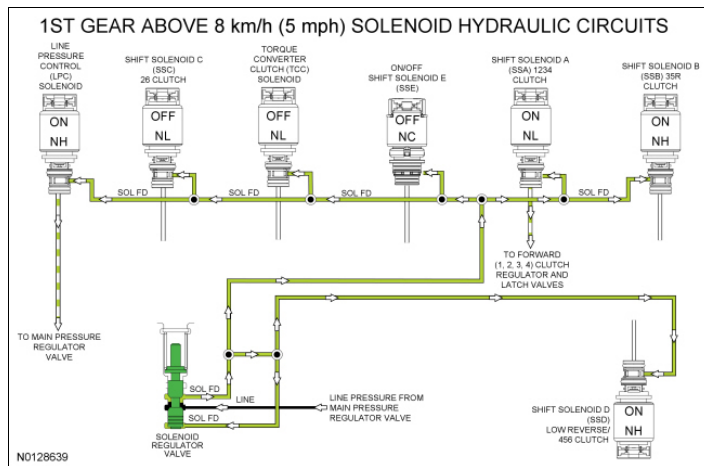 1ST GEAR ABOVE 8 km/h (5 mph) SOLENOID HYDRAULIC CIRCUITS
LINE
PRESSURE
CONTROL
(LPC)
SOLENOID
SHIFT SOLENOID C
(SSC)
26 CLUTCH
TORQUE
CONVERTER
CLUTCH (TCC)
SOLENOID
ON/OFF
SHIFT SOLENOID E
(SSE)
SHIFT SOLENOID A
(SSA) 1234
CLUTCH
SHIFT SOLENOID B
(SSB) 35R
CLUTCH
ON
NH
OFF
NL
OFF
NL
OFF
NC
ON
NL
ON
NH
SOL FD
SOL FD
SOL FD
SOL FD
TO FORWARD
(1, 2, 3, 4) CLUTCH
REGULATOR AND
LATCH VALVES
TO MAIN PRESSURE
REGULATOR
VALVE
SOL FD
LINE
SOL FD
LINE PRESSURE FROM
MAIN PRESSURE
REGULATOR VALVE
SOLENOID
REGULATOR
VALVE
SHIFT SOLENOID D
(SSD)
LOW REVERSE/
456 CLUTCH
ON
NH
N0128639